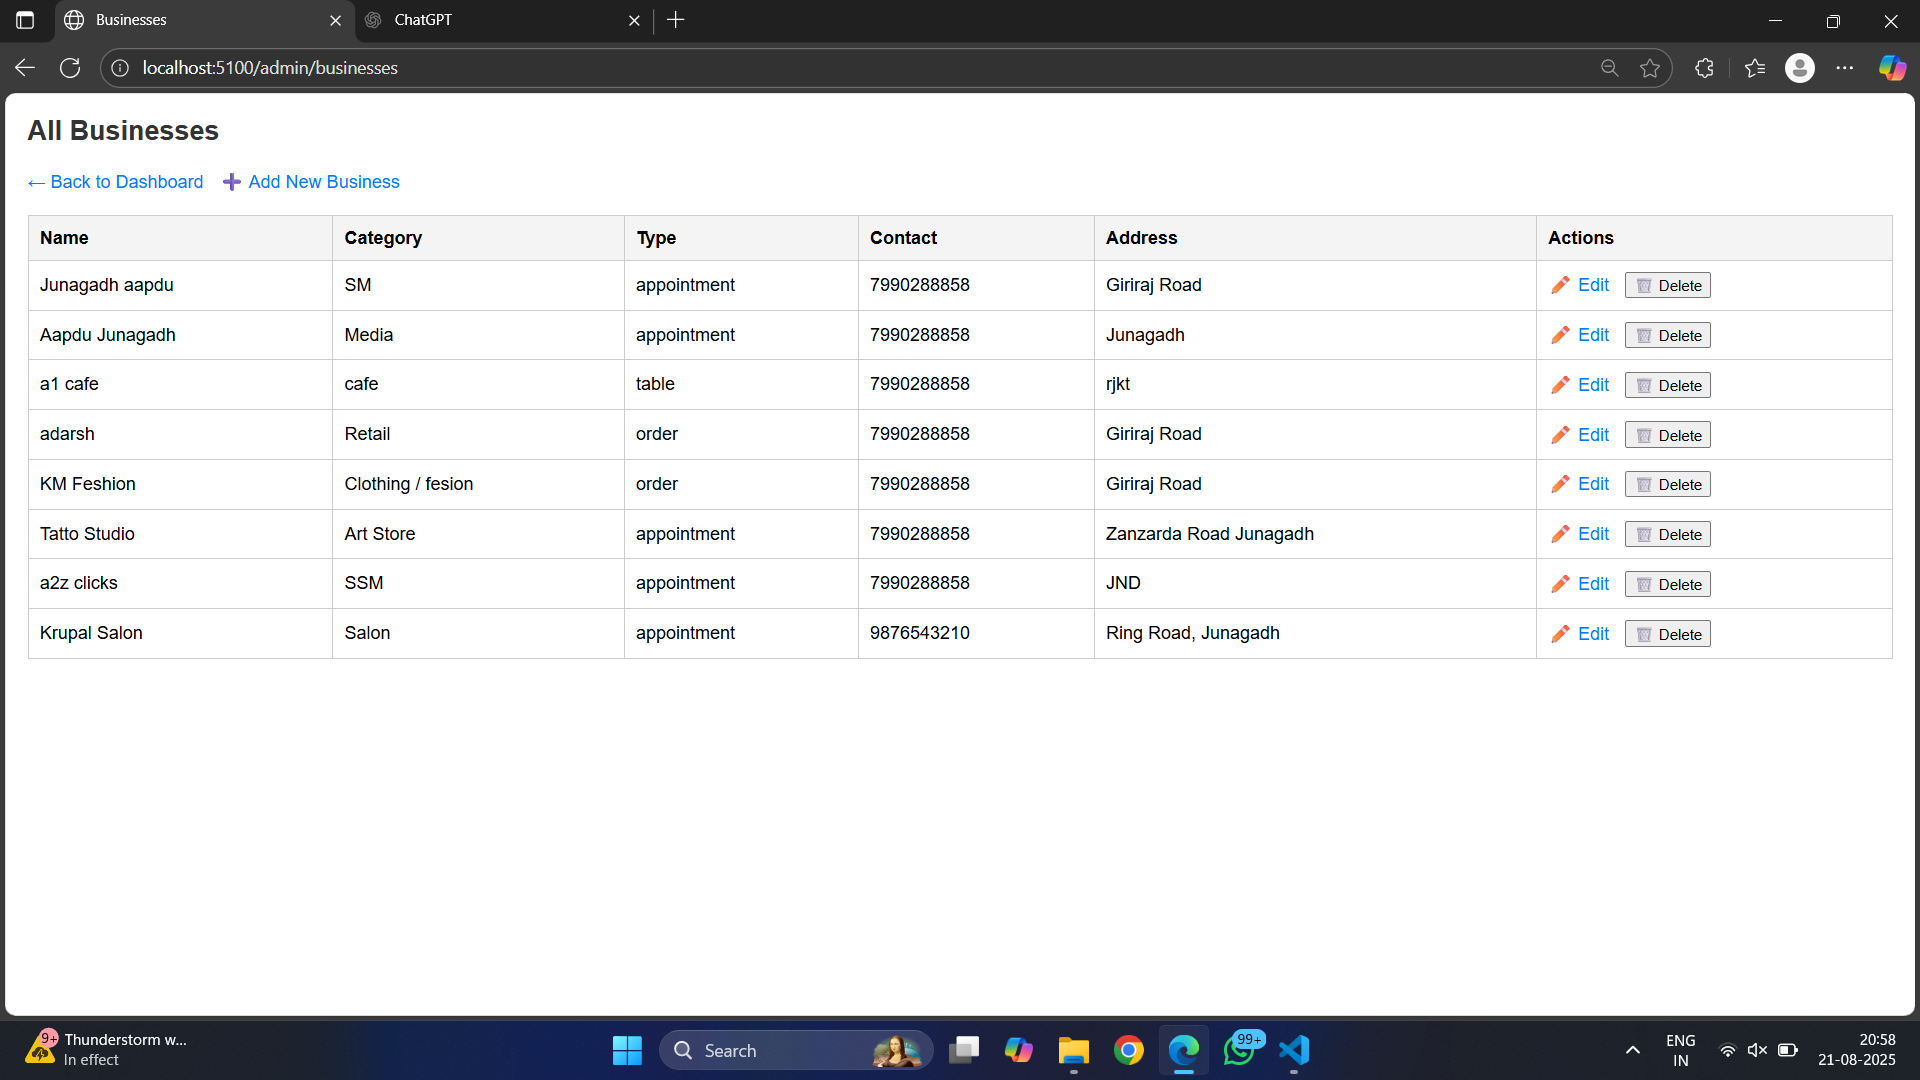 Businesses
ChatGPT
localhost:5100/admin/businesses
All Businesses
← Back to Dashboard ➕ Add New Business
Name Category Type Contact Address Actions
Junagadh aapdu SM appointment 7990288858 Giriraj Road Edit Delete
Aapdu Junagadh Media appointment 7990288858 Junagadh Edit Delete
a1 cafe cafe table 7990288858 rjkt Edit Delete
adarsh Retail order 7990288858 Giriraj Road Edit Delete
KM Feshion Clothing / fesion order 7990288858 Giriraj Road Edit Delete
Tatto Studio Art Store appointment 7990288858 Zanzarda Road Junagadh Edit Delete
a2z clicks SSM appointment 7990288858 JND Edit Delete
Krupal Salon Salon appointment 9876543210 Ring Road, Junagadh Edit Delete
9+ Thunderstorm w...
In effect
Search
99+
ENG
IN
20:58
21-08-2025